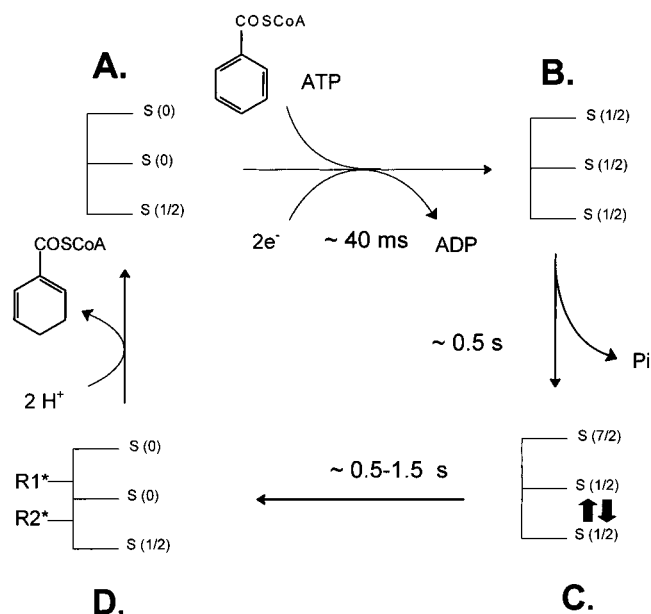 COSCoA
A.
ATP
B.
S (0)
S (0)
S (1/2)
S (1/2)
S (1/2)
S (1/2)
2e-
~ 40 ms
ADP
COSCoA
2 H+
~ 0.5 s
Pi
S (0)
R1*
S (0)
R2*
S (1/2)
~ 0.5-1.5 s
S (7/2)
S (1/2)
S (1/2)
D.
C.